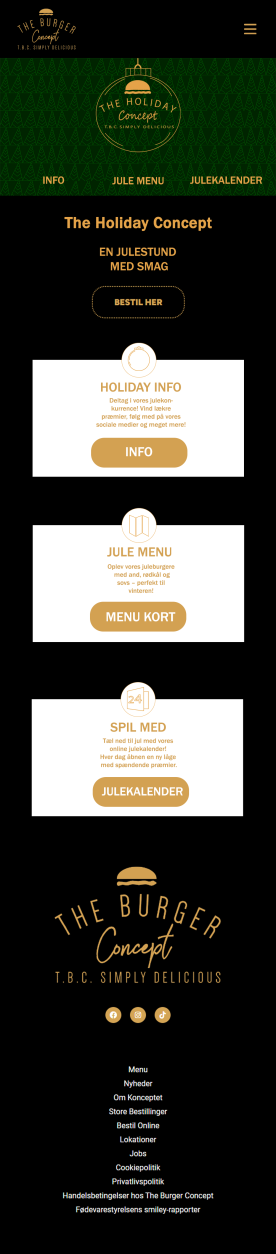 THE BURGER
Concept
T.B.C. SIMPLY DELICIOUS
THE HOLIDAY
Concept
T.B.C SIMPLY DELICIOUS
INFO JULE MENU JULEKALENDER
The Holiday Concept
EN JULESTUND
MED SMAG
BESTIL HER
HOLIDAY INFO
Deltag i vores julekon-
kurrence! Vind lækre
præmier, følg med på vores
sociale medier og meget mere!
INFO
JULE MENU
Oplev vores juleburgere
med and, rødkål og
sovs – perfekt til
vinteren!
MENU KORT
24
SPIL MED
Tæl ned til jul med vores
online julekalender!
Hver dag åbnen en ny låge
med spændende præmier.
JULEKALENDER
THE BURGER
Concept
T.B.C. SIMPLY DELICIOUS
Menu
Nyheder
Om Konceptet
Store Bestillinger
Bestil Online
Lokationer
Jobs
Cookiepolitik
Privatlivspolitik
Handelsbetingelser hos The Burger Concept
Fødevarestyrelsens smiley-rapporter